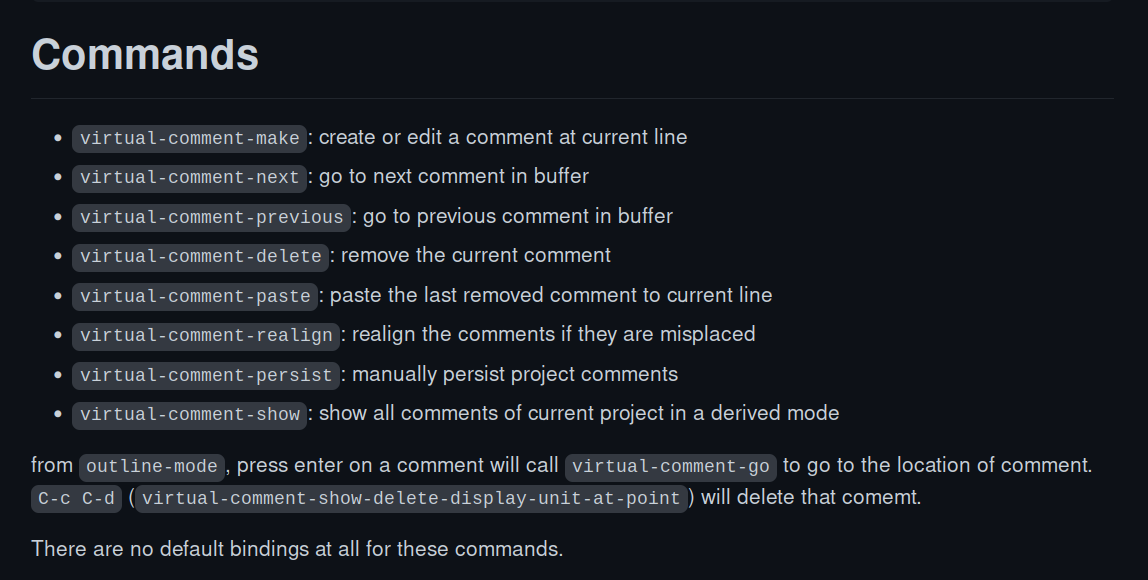 Commands
• virtual-comment-make: create or edit a comment at current line
• virtual-comment-next: go to next comment in buffer
• virtual-comment-previous: go to previous comment in buffer
• virtual-comment-delete: remove the current comment
• virtual-comment-paste: paste the last removed comment to current line
• virtual-comment-realign: realign the comments if they are misplaced
• virtual-comment-persist: manually persist project comments
• virtual-comment-show: show all comments of current project in a derived mode
from outline-mode, press enter on a comment will call virtual-comment-go to go to the location of comment.
C-c C-d (virtual-comment-show-delete-display-unit-at-point) will delete that comemt.
There are no default bindings at all for these commands.